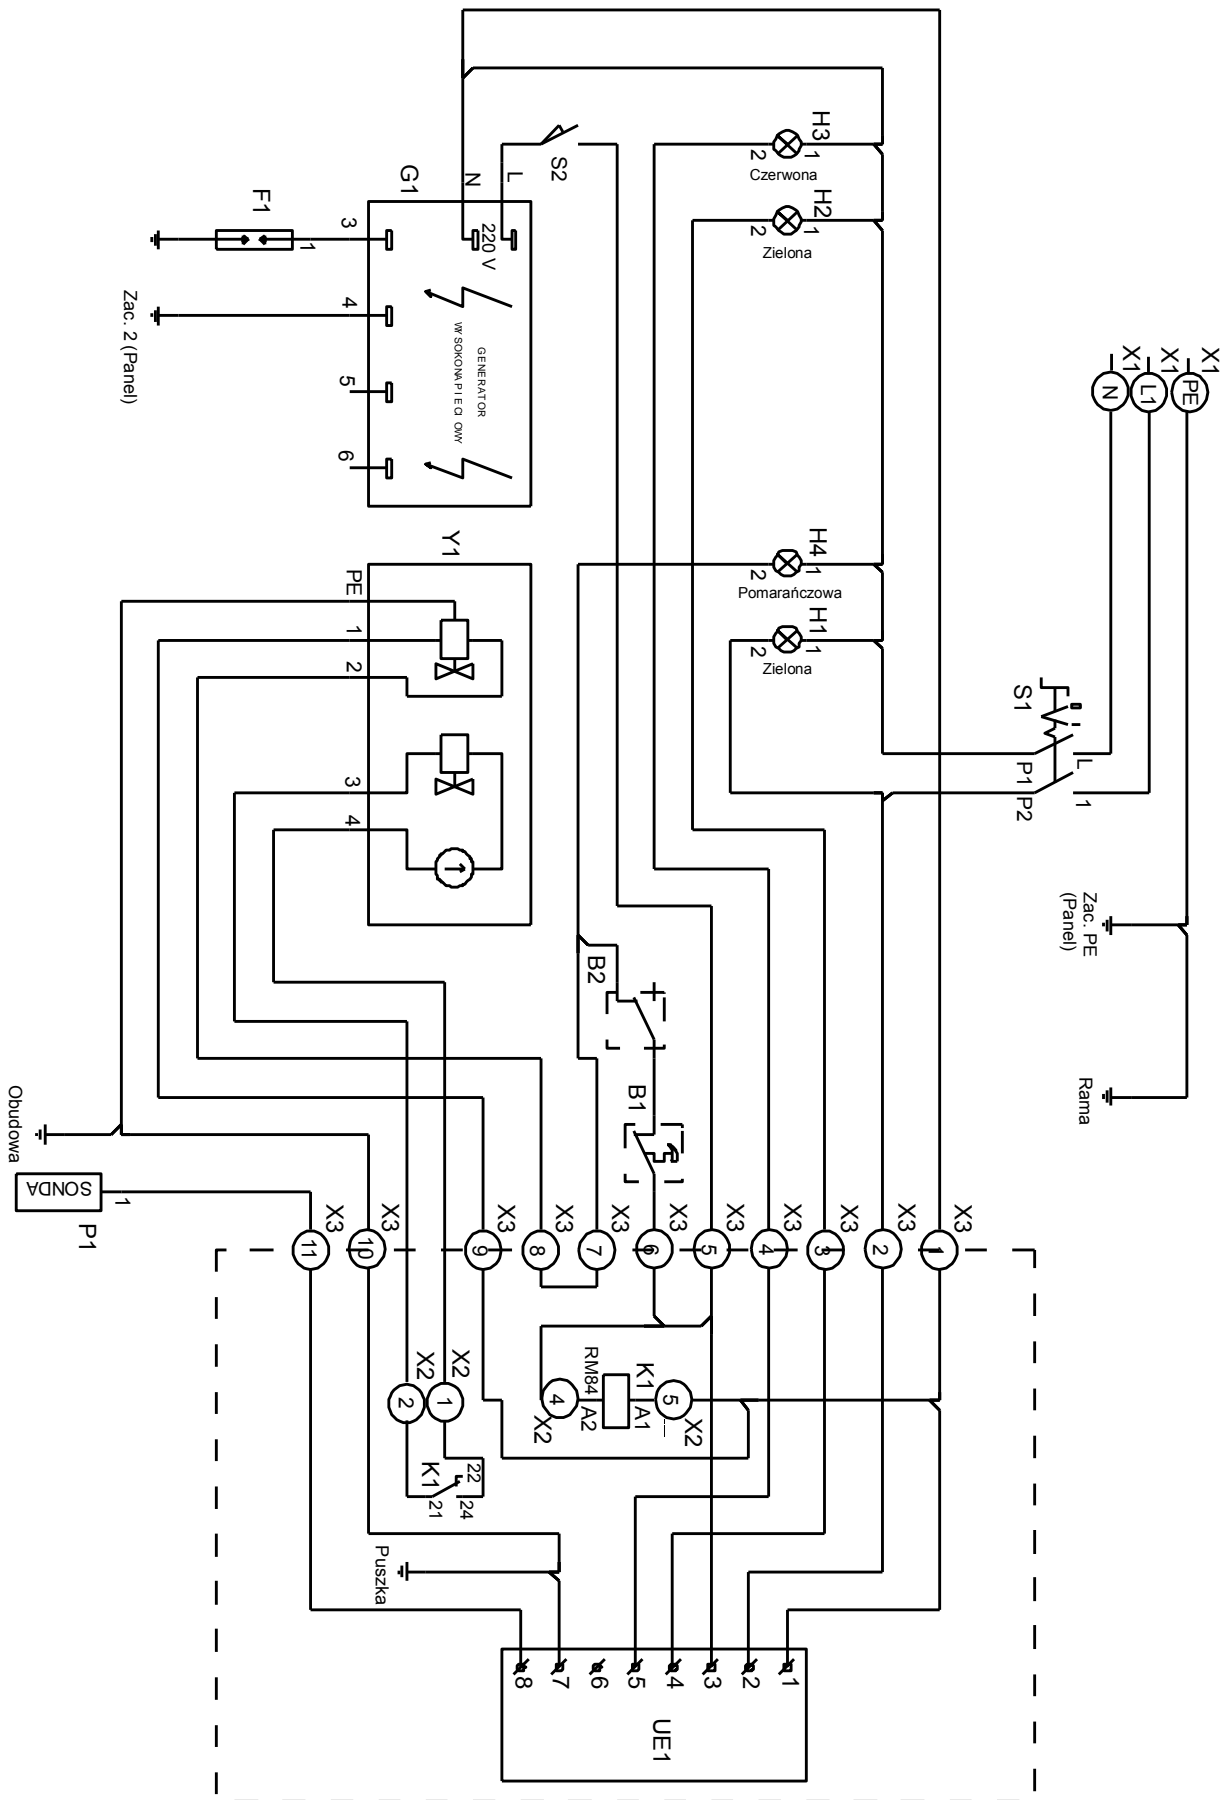 X1
PE
X1
L1
X1
N
Zac. PE
(Panel)
Rama
S1
L
P1
1
P2
H3
1
2
Czerwona
H2
1
2
Zielona
H4
1
2
Pomarańczowa
H1
1
2
Zielona
S2
L
N
G1
220 V
GENERATOR
WYSOKONAPIECIOWY
3
4
5
6
F1
1
Zac. 2 (Panel)
Y1
PE
1
2
3
4
B2
B1
Obudowa
SONDA
1
P1
X3
1
X3
2
X3
3
X3
4
X3
5
X3
6
X3
7
X3
8
X3
9
X3
10
X3
11
X2
5
K1
A1
RM84
A2
4
X2
X2
1
X2
2
K1
22
21
24
Puszka
1
2
3
4
5
6
7
8
UE1